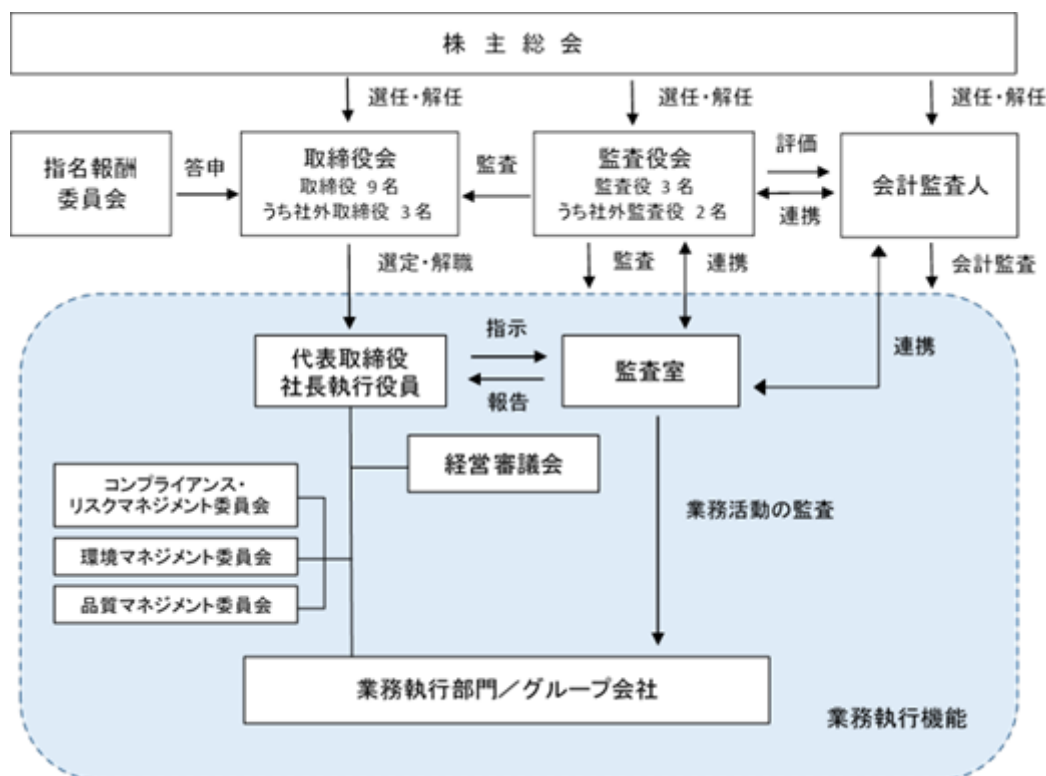 株主総会
選任・解任
選任・解任
選任・解任
指名報酬
委員会
答申
取締役会
取締役 9名
うち社外取締役 3名
監査
監査役会
監査役 3名
うち社外監査役 2名
評価
連携
会計監査人
選定・解職
監査
連携
会計監査
代表取締役
社長執行役員
指示
報告
監査室
連携
経営審議会
コンプライアンス・
リスクマネジメント委員会
環境マネジメント委員会
品質マネジメント委員会
業務活動の監査
業務執行部門／グループ会社
業務執行機能